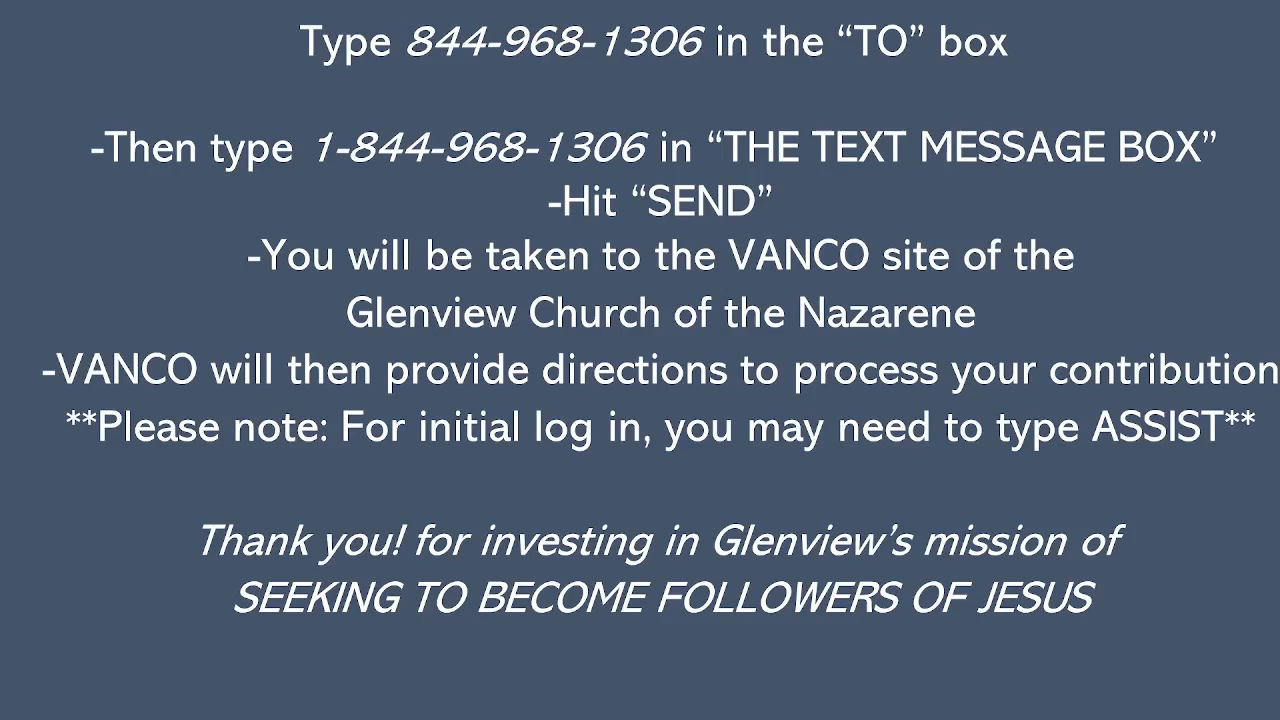 Type 844-968-1306 in the “TO” box
-Then type 1-844-968-1306 in “THE TEXT MESSAGE BOX”
-Hit “SEND”
-You will be taken to the VANCO site of the
Glenview Church of the Nazarene
-VANCO will then provide directions to process your contribution
**Please note: For initial log in, you may need to type ASSIST**
Thank you! for investing in Glenview’s mission of
SEEKING TO BECOME FOLLOWERS OF JESUS